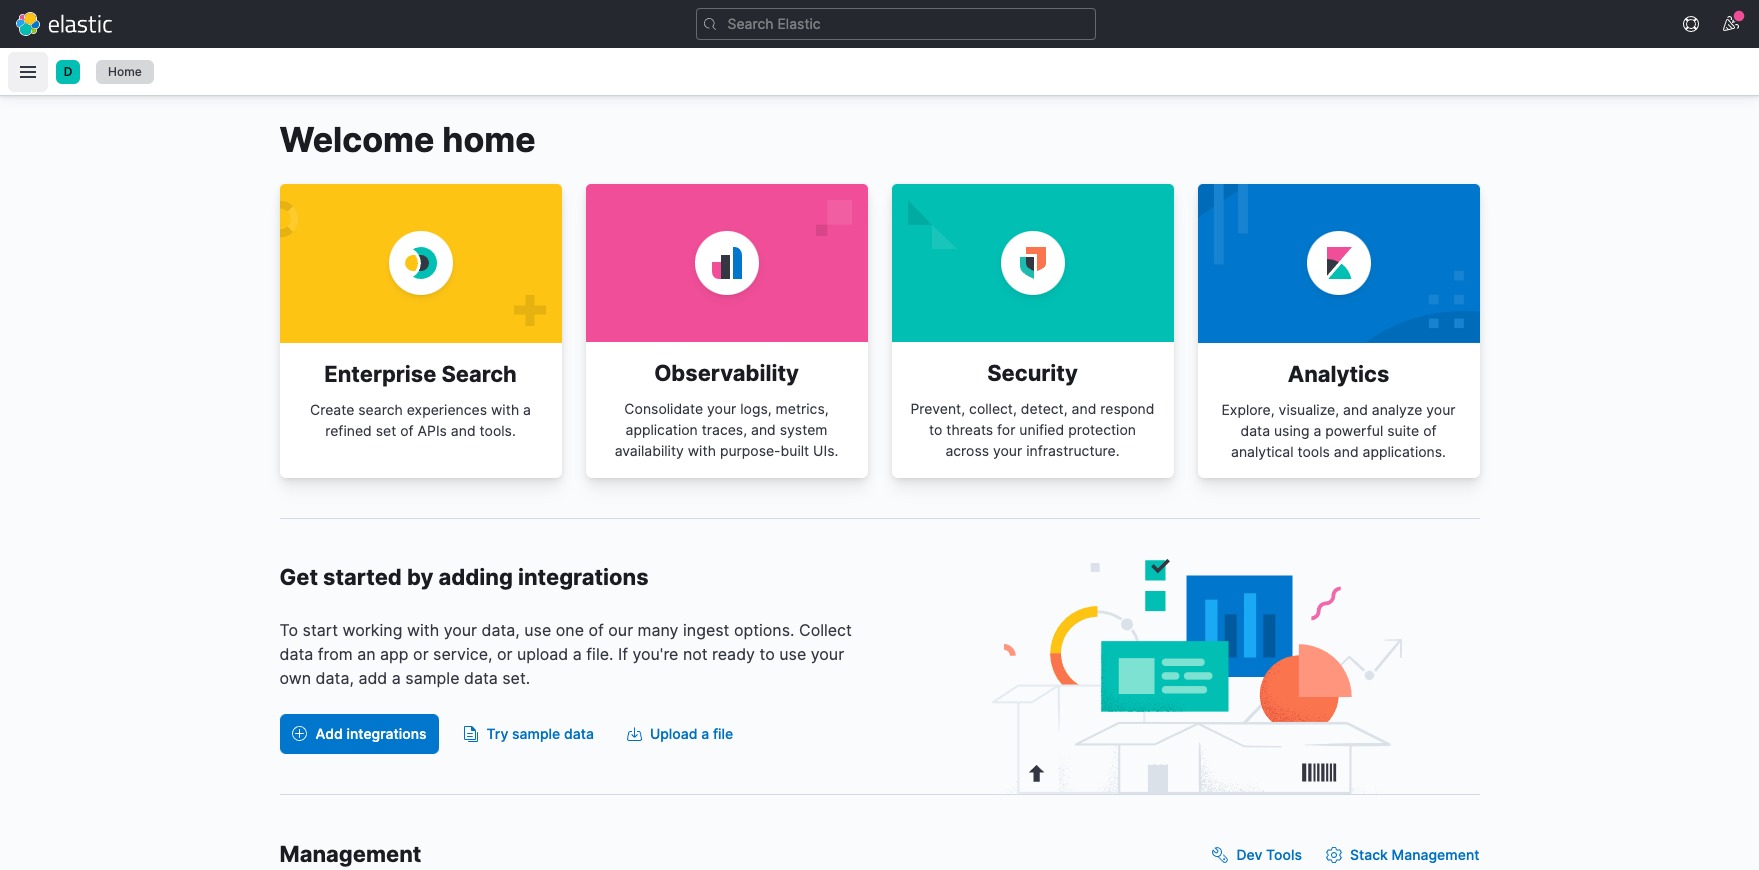 elastic
Search Elastic
D
Home
Welcome home
Enterprise Search
Create search experiences with a
refined set of APIs and tools.
Observability
Consolidate your logs, metrics,
application traces, and system
availability with purpose-built UIs.
Security
Prevent, collect, detect, and respond
to threats for unified protection
across your infrastructure.
Analytics
Explore, visualize, and analyze your
data using a powerful suite of
analytical tools and applications.
Get started by adding integrations
To start working with your data, use one of our many ingest options. Collect
data from an app or service, or upload a file. If you're not ready to use your
own data, add a sample data set.
Add integrations
Try sample data
Upload a file
Management
Dev Tools
Stack Management